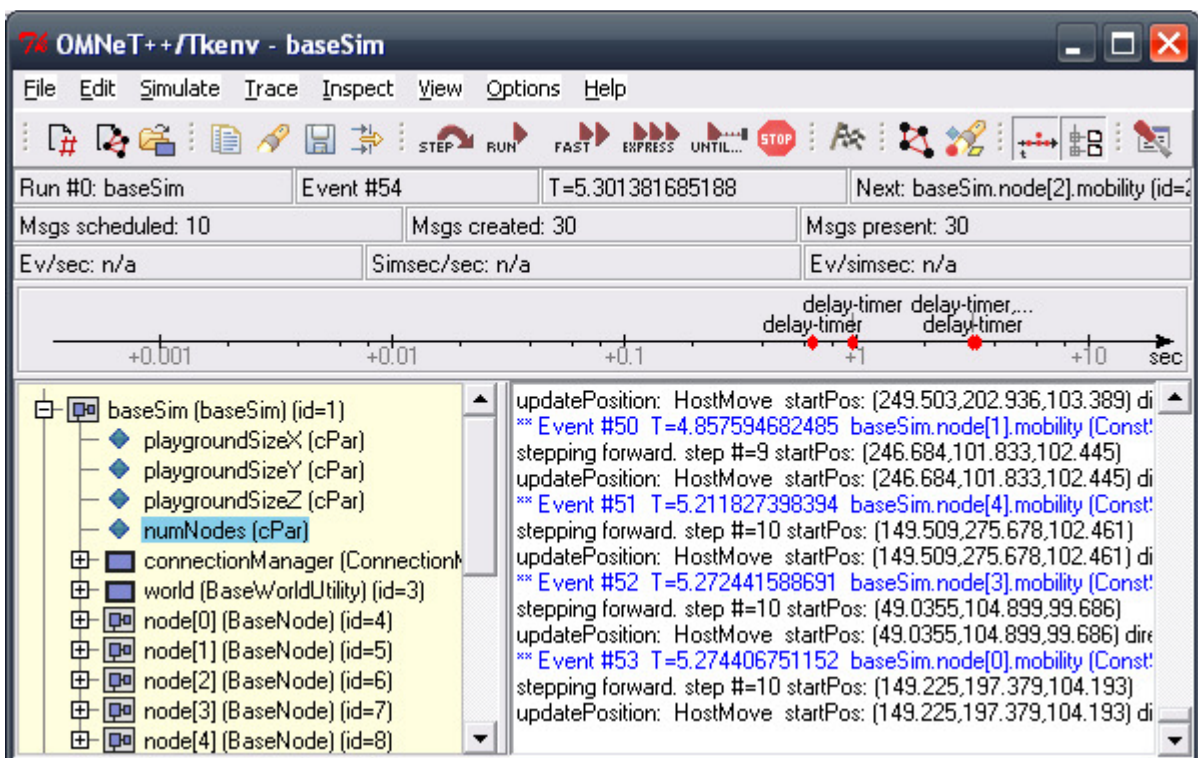 OMNeT++/Tkenv - baseSim
File Edit Simulate Trace Inspect View Options Help
STEP RUN FAST EXPRESS UNTIL... STOP
Run #0: baseSim Event #54 T=5.301381685188 Next: baseSim.node[2].mobility (id=
Msgs scheduled: 10 Msgs created: 30 Msgs present: 30
Ev/sec: n/a Simsec/sec: n/a Ev/simsec: n/a
delay-timer delay-timer,...
delay-timer delay-timer
+0.001 +0.01 +0.1 +1 +10 sec
baseSim (baseSim) (id=1)
playgroundSizeX (cPar)
playgroundSizeY (cPar)
playgroundSizeZ (cPar)
numNodes (cPar)
connectionManager (ConnectionM
world (BaseWorldUtility) (id=3)
node[0] (BaseNode) (id=4)
node[1] (BaseNode) (id=5)
node[2] (BaseNode) (id=6)
node[3] (BaseNode) (id=7)
node[4] (BaseNode) (id=8)
updatePosition: HostMove startPos: (249.503,202.936,103.389) di
** Event #50 T=4.857594682485 baseSim.node[1].mobility (Const
stepping forward. step #=9 startPos: (246.684,101.833,102.445)
updatePosition: HostMove startPos: (246.684,101.833,102.445) di
** Event #51 T=5.211827398394 baseSim.node[4].mobility (Const
stepping forward. step #=10 startPos: (149.509,275.678,102.461)
updatePosition: HostMove startPos: (149.509,275.678,102.461) di
** Event #52 T=5.272441588691 baseSim.node[3].mobility (Const
stepping forward. step #=10 startPos: (49.0355,104.899,99.686)
updatePosition: HostMove startPos: (49.0355,104.899,99.686) dire
** Event #53 T=5.274406751152 baseSim.node[0].mobility (Const
stepping forward. step #=10 startPos: (149.225,197.379,104.193)
updatePosition: HostMove startPos: (149.225,197.379,104.193) di